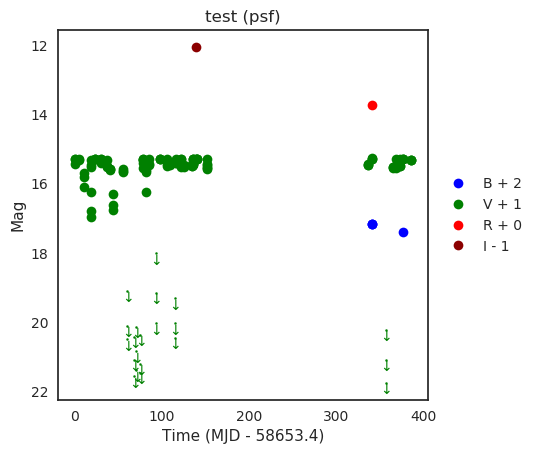 test (psf)
12
14
16
18
20
22
Mag
0
100
200
300
400
Time (MJD - 58653.4)
B + 2
V + 1
R + 0
I - 1